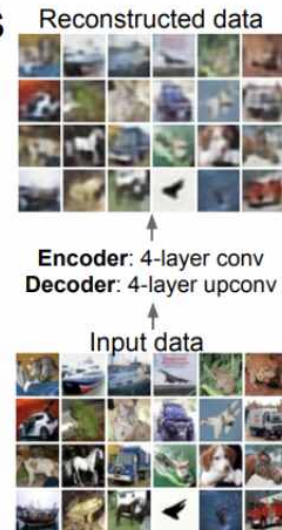 s
Reconstructed data
Encoder: 4-layer conv
Decoder: 4-layer upconv
Input data